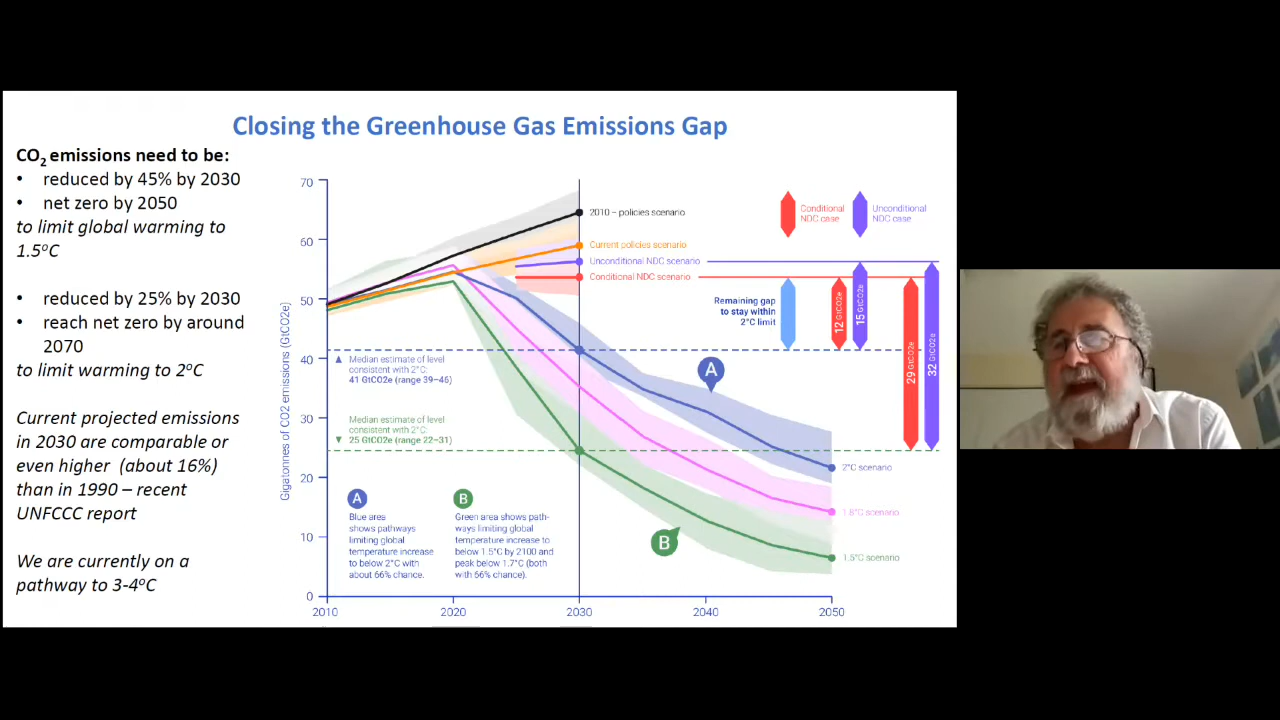 Closing the Greenhouse Gas Emissions Gap
CO2 emissions need to be:
• reduced by 45% by 2030
• net zero by 2050
to limit global warming to
1.5°C
• reduced by 25% by 2030
• reach net zero by around
2070
to limit warming to 2°C
Current projected emissions
in 2030 are comparable or
even higher (about 16%)
than in 1990 – recent
UNFCCC report
We are currently on a
pathway to 3-4°C
Gigatonnes of CO2 emissions (GtCO2e)
70
60
50
40
30
20
10
0
2010
2020
2030
2040
2050
2010 – policies scenario
Current policies scenario
Unconditional NDC scenario
Conditional NDC scenario
Conditional
NDC case
Unconditional
NDC case
Remaining gap
to stay within
2°C limit
12 GtCO2e
15 GtCO2e
29 GtCO2e
32 GtCO2e
Median estimate of level
consistent with 2°C:
41 GtCO2e (range 39–46)
Median estimate of level
consistent with 2°C:
25 GtCO2e (range 22–31)
A
B
2°C scenario
1.8°C scenario
1.5°C scenario
A
Blue area
shows pathways
limiting global
temperature increase
to below 2°C with
about 66% chance.
B
Green area shows path-
ways limiting global
temperature increase to
below 1.5°C by 2100 and
peak below 1.7°C (both
with 66% chance).